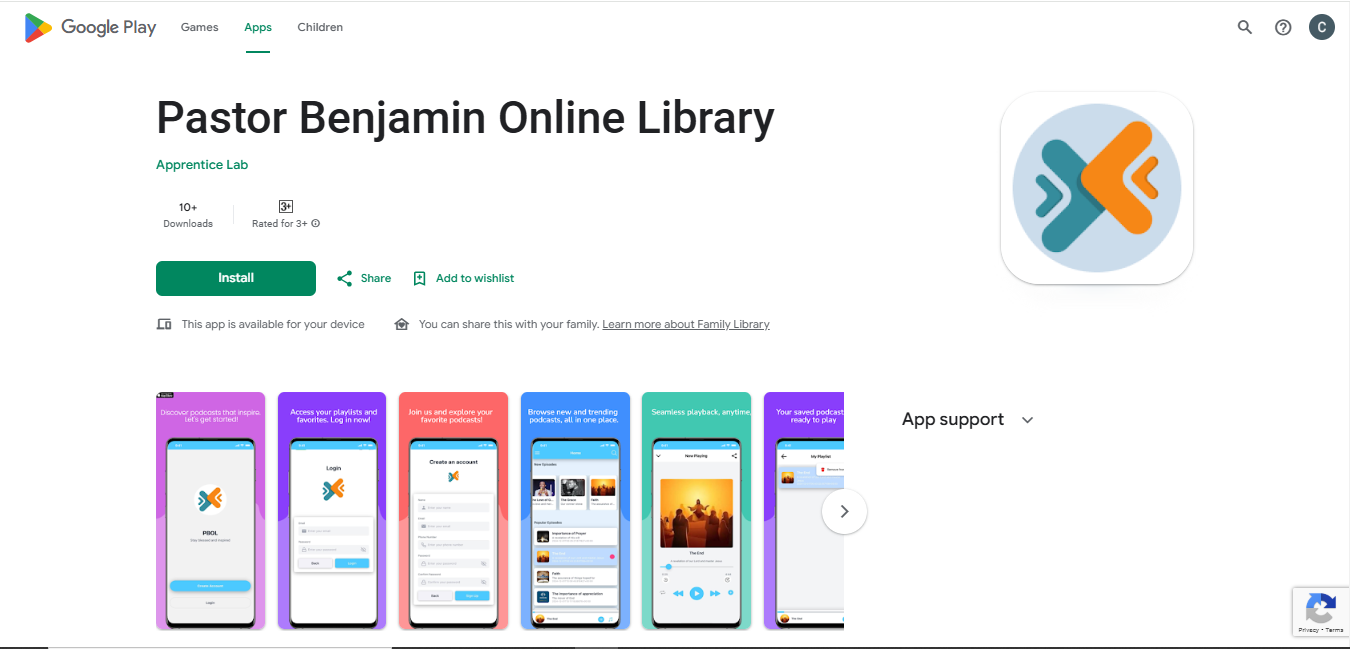 Google Play Games Apps Children
C
Pastor Benjamin Online Library
Apprentice Lab
10+
Downloads
3+
Rated for 3+
Install
Share
Add to wishlist
This app is available for your device
You can share this with your family. Learn more about Family Library
Discover podcasts that inspire.
Let's get started!
PBOL
Login
Access your playlists and
favorites. Log in now!
Login
Back
Join us and explore your
favorite podcasts!
Create an account
Back
Browse new and trending
podcasts, all in one place.
New Episodes
Popular Episodes
Importance of Prayer
Faith
The importance of appreciation
Seamless playback, anytime,
Now Playing
The End
Your saved podcast
ready to play
My Playlist
App support
Privacy - Terms